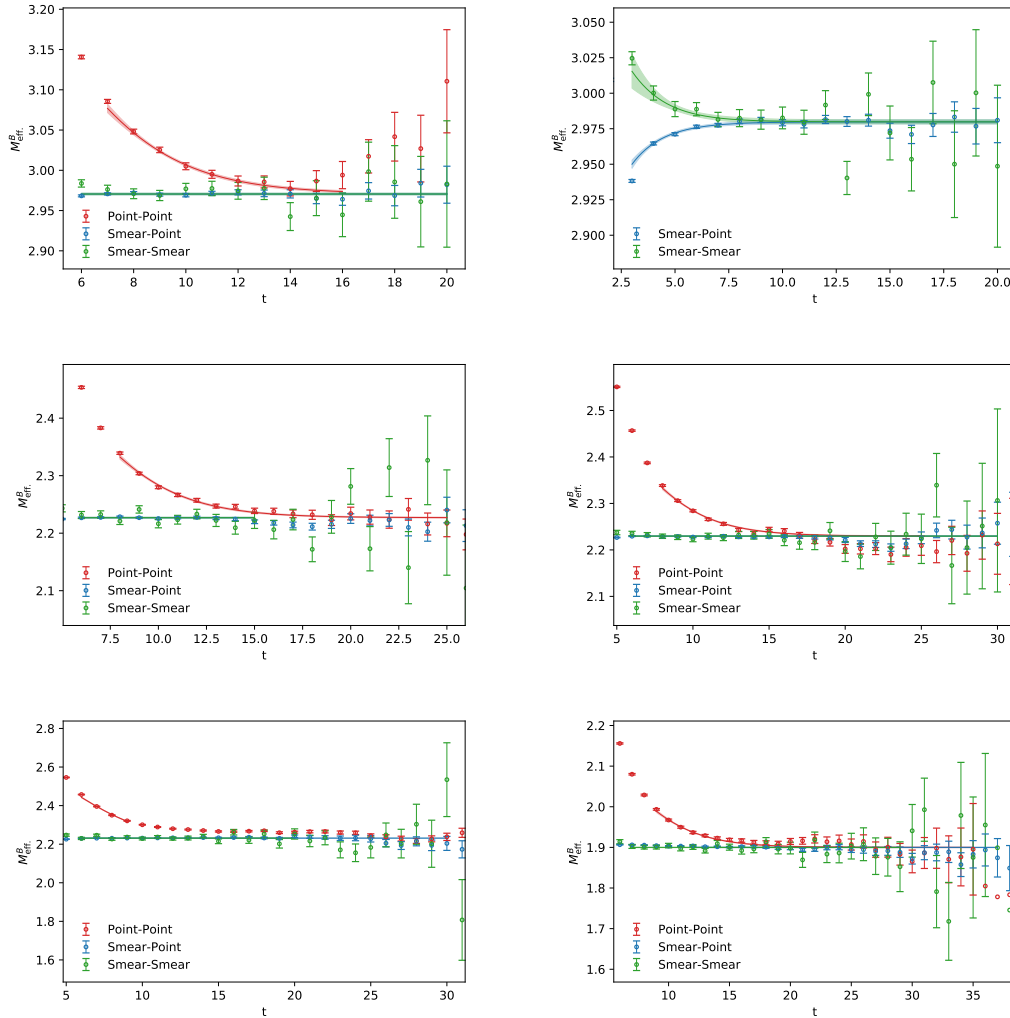 3.20
3.15
3.10
3.05
3.00
2.95
2.90
M^B_eff.
Point-Point
Smear-Point
Smear-Smear
6 8 10 12 14 16 18 20
t
3.050
3.025
3.000
2.975
2.950
2.925
2.900
M^B_eff.
Smear-Point
Smear-Smear
2.5 5.0 7.5 10.0 12.5 15.0 17.5 20.0
t
2.4
2.3
2.2
2.1
M^B_eff.
Point-Point
Smear-Point
Smear-Smear
7.5 10.0 12.5 15.0 17.5 20.0 22.5 25.0
t
2.5
2.4
2.3
2.2
2.1
M^B_eff.
Point-Point
Smear-Point
Smear-Smear
5 10 15 20 25 30
t
2.8
2.6
2.4
2.2
2.0
1.8
1.6
M^B_eff.
Point-Point
Smear-Point
Smear-Smear
5 10 15 20 25 30
t
2.2
2.1
2.0
1.9
1.8
1.7
1.6
M^B_eff.
Point-Point
Smear-Point
Smear-Smear
10 15 20 25 30 35
t